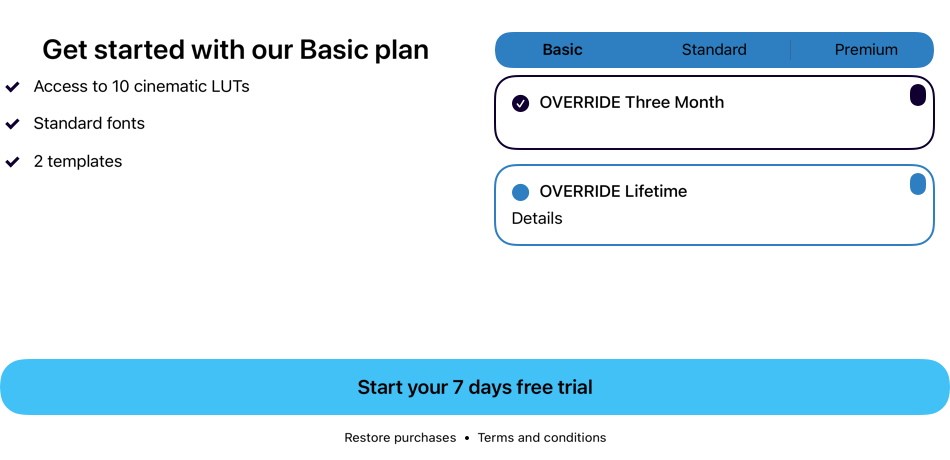 Get started with our Basic plan
Access to 10 cinematic LUTs
Standard fonts
2 templates
Basic Standard Premium
OVERRIDE Three Month
OVERRIDE Lifetime
Details
Start your 7 days free trial
Restore purchases • Terms and conditions